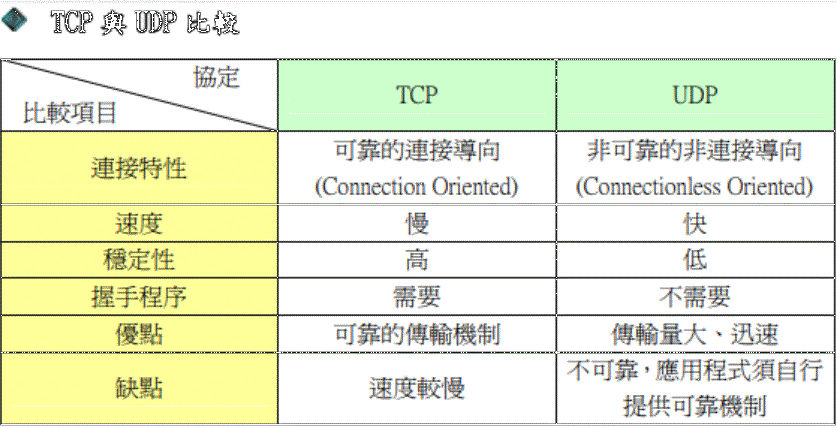 TCP 與 UDP 比較
協定
比較項目
TCP
UDP
連接特性
可靠的連接導向
(Connection Oriented)
非可靠的非連接導向
(Connectionless Oriented)
速度
慢
快
穩定性
高
低
握手程序
需要
不需要
優點
可靠的傳輸機制
傳輸量大、迅速
缺點
速度較慢
不可靠，應用程式須自行
提供可靠機制